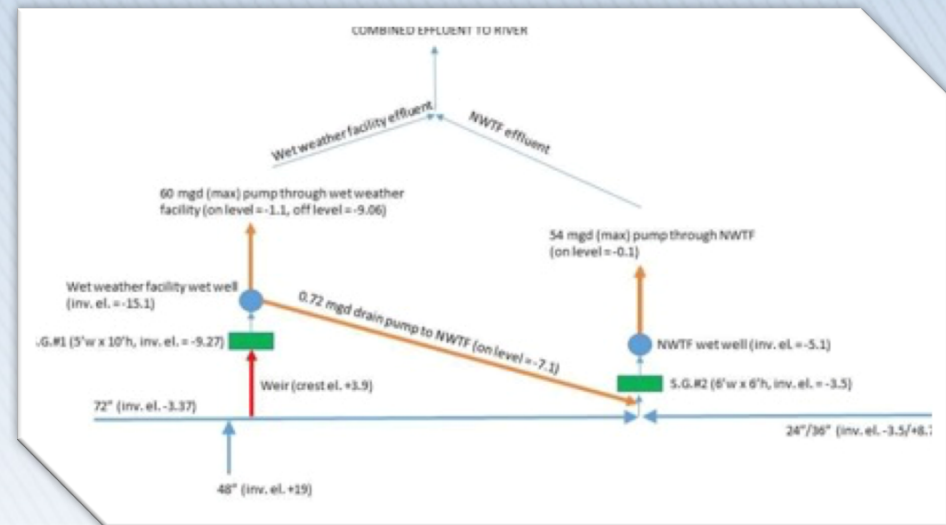 COMBINED EFFLUENT TO RIVER
Wet weather facility effluent
NWTF effluent
60 mgd (max) pump through wet weather
facility (on level =-1.1, off level =-9.06)
54 mgd (max) pump through NWTF
(on level =-0.1)
Wet weather facility wet well
(inv. el. =-15.1)
0.72 mgd drain pump to NWTF (on level =-7.1)
.G.#1 (5'w x 10'h, inv. el. = -9.27)
NWTF wet well (inv. el. =-5.1)
Weir (crest el. +3.9)
S.G.#2 (6'w x 6'h, inv. el. = -3.5)
72" (inv. el. -3.37)
24"/36" (inv. el. -3.5/+8.
48" (inv. el. +19)